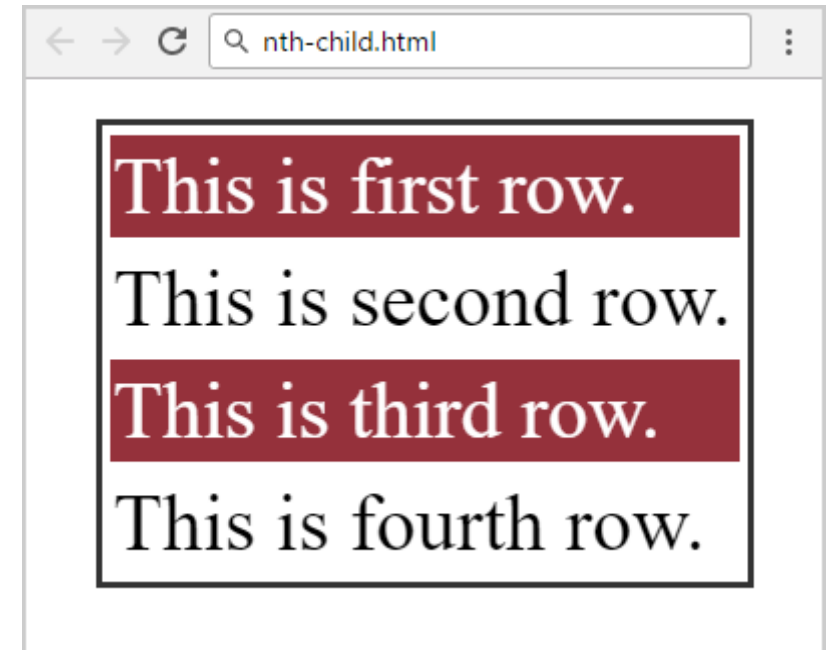 nth-child.html
This is first row.
This is second row.
This is third row.
This is fourth row.